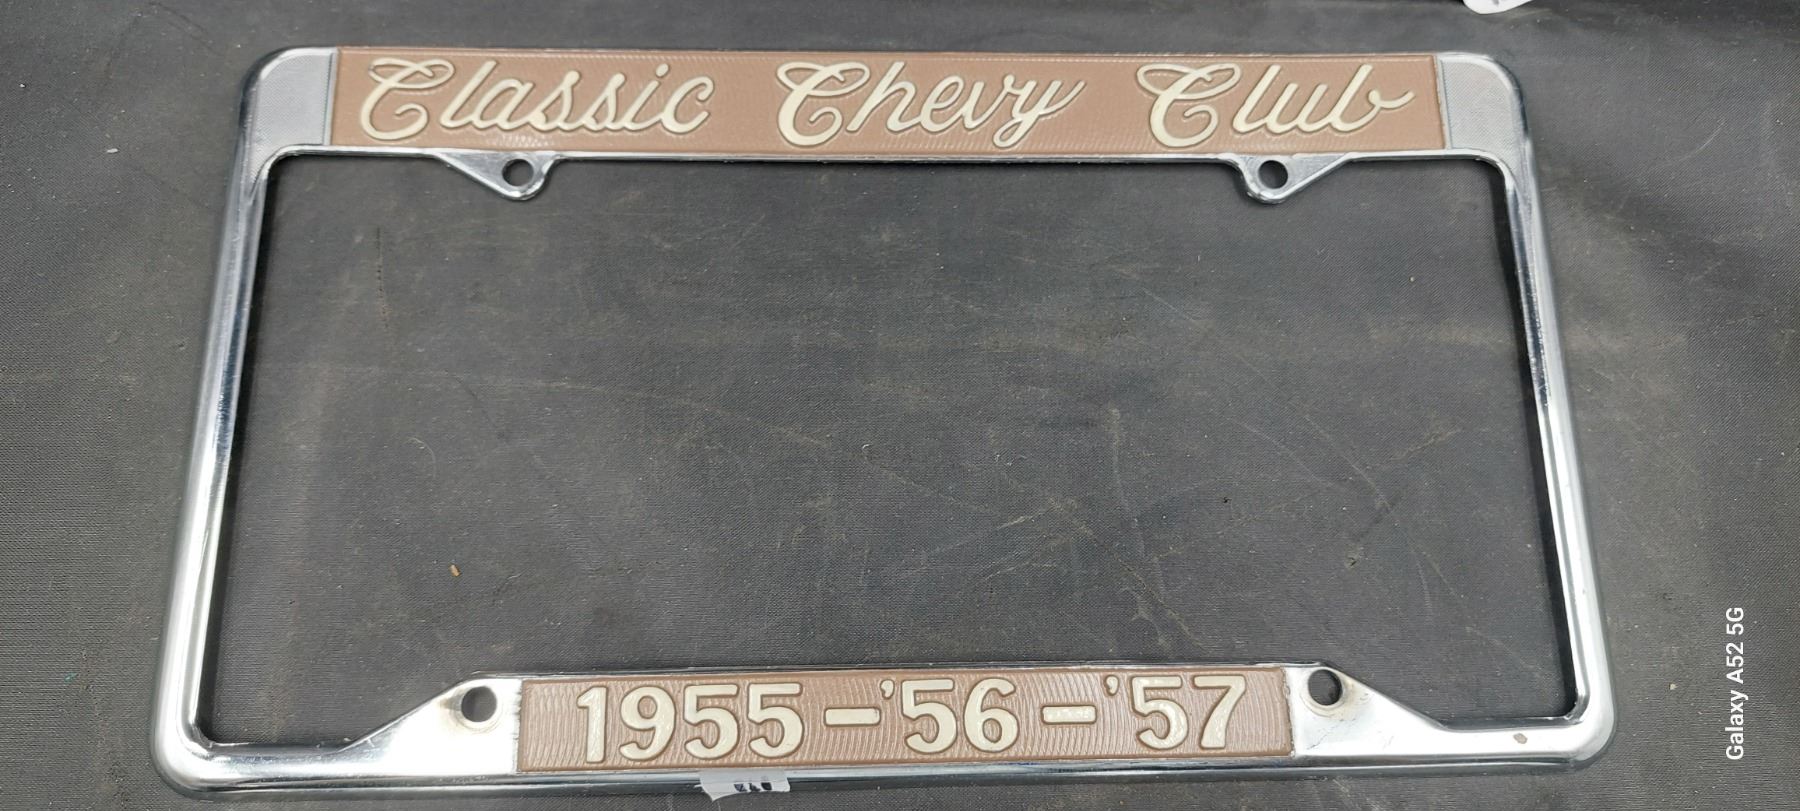 Classic Chevy Club
1955-'56-'57
Galaxy A52 5G